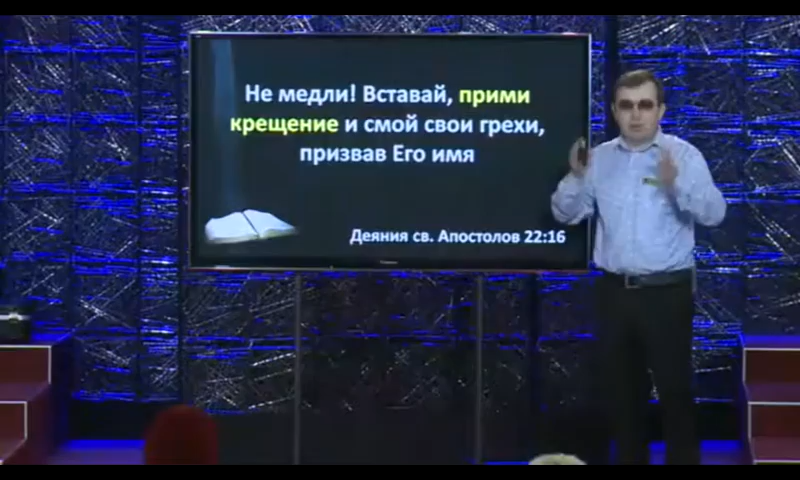 Не медли! Вставай, прими
крещение и смой свои грехи,
призвав Его имя
Деяния св. Апостолов 22:16